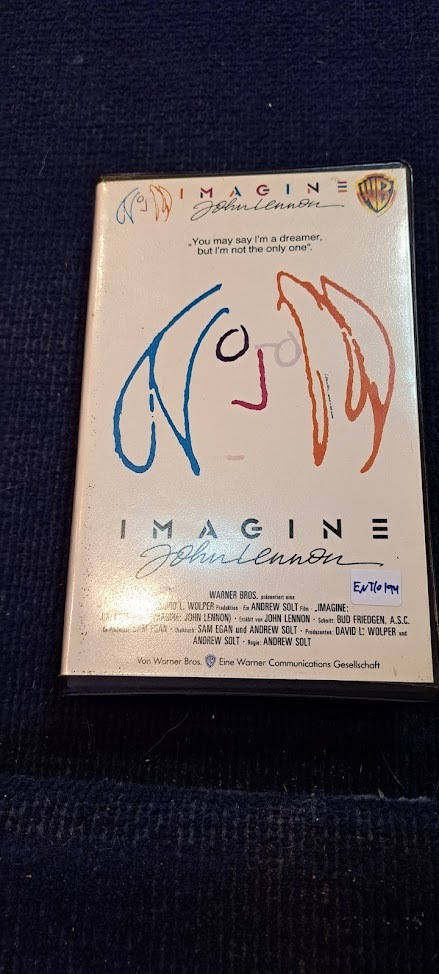 IMAGINE
John Lennon
WB
„You may say I'm a dreamer,
but I'm not the only one".
IMAGINE
John Lennon
WARNER BROS. präsentiert eine
DAVID L. WOLPER Produktion · Ein ANDREW SOLT Film · „IMAGINE:
JOHN LENNON) · Erzählt von JOHN LENNON · Schnitt: BUD FRIEDGEN, A.S.C.
SAM EGAN · Drehbuch: SAM EGAN und ANDREW SOLT · Produzenten: DAVID L. WOLPER und
ANDREW SOLT · Regie: ANDREW SOLT
Von Warner Bros. Eine Warner Communications Gesellschaft